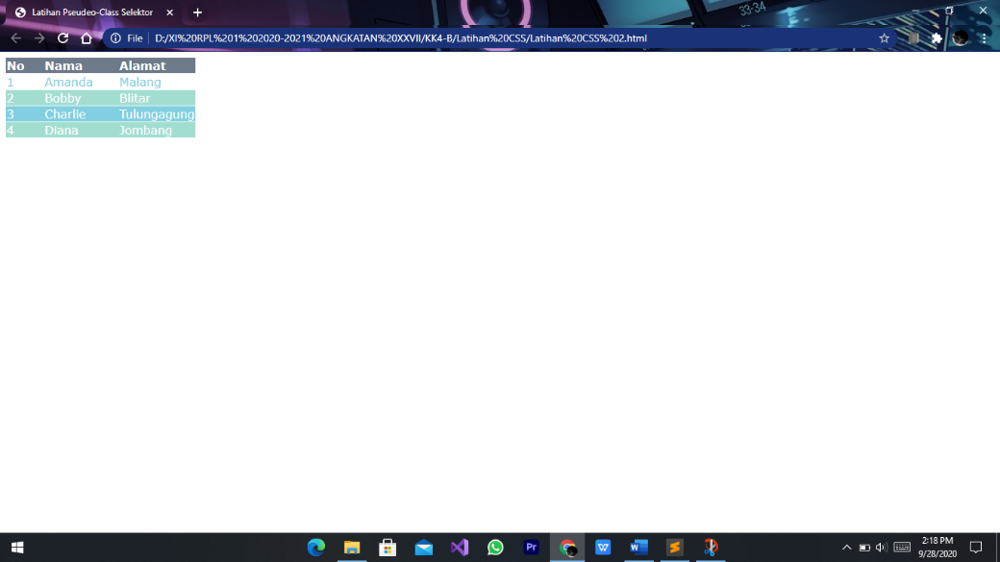 Latihan Pseudeo-Class Selektor
33-34
File D:/XI%20RPL%201%202020-2021%20ANGKATAN%20XXVII/KK4-B/Latihan%20CSS/Latihan%20CSS%202.html
No Nama Alamat
1 Amanda Malang
2 Bobby Blitar
3 Charlie Tulungagung
4 Diana Jombang
Pr
W
W
2:18 PM
9/28/2020